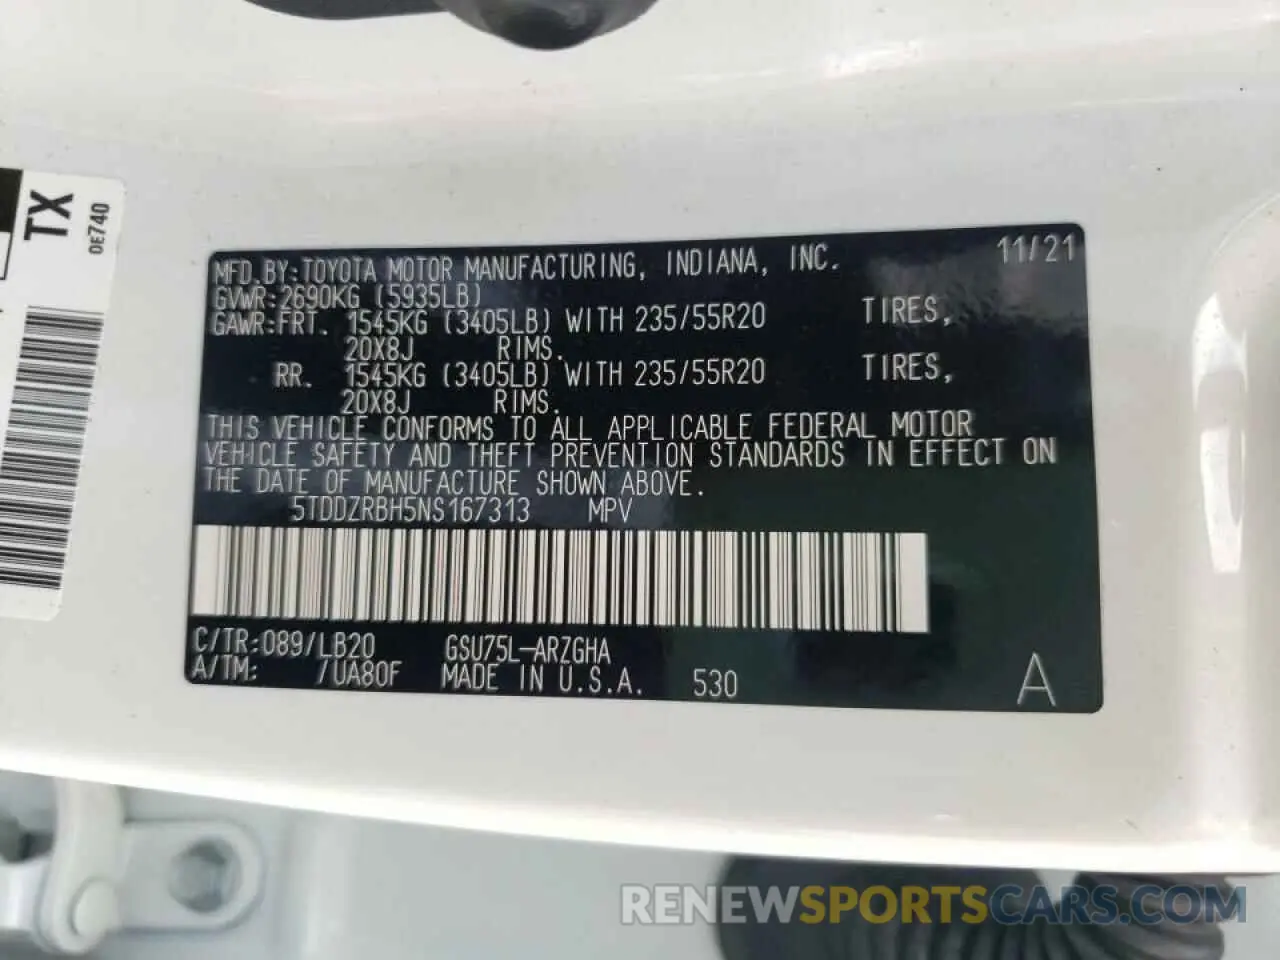 TX
0E740
MFD.BY:TOYOTA MOTOR MANUFACTURING, INDIANA, INC. 11/21
GVWR:2690KG (5935LB)
GAWR:FRT. 1545KG (3405LB) WITH 235/55R20 TIRES,
20X8J RIMS.
RR. 1545KG (3405LB) WITH 235/55R20 TIRES,
20X8J RIMS.
THIS VEHICLE CONFORMS TO ALL APPLICABLE FEDERAL MOTOR
VEHICLE SAFETY AND THEFT PREVENTION STANDARDS IN EFFECT ON
THE DATE OF MANUFACTURE SHOWN ABOVE.
5TDDZRBH5NS167313 MPV
C/TR:089/LB20 GSU75L-ARZGHA
A/TM: /UA80F MADE IN U.S.A. 530 A
RENEWSPORTSCARS.COM